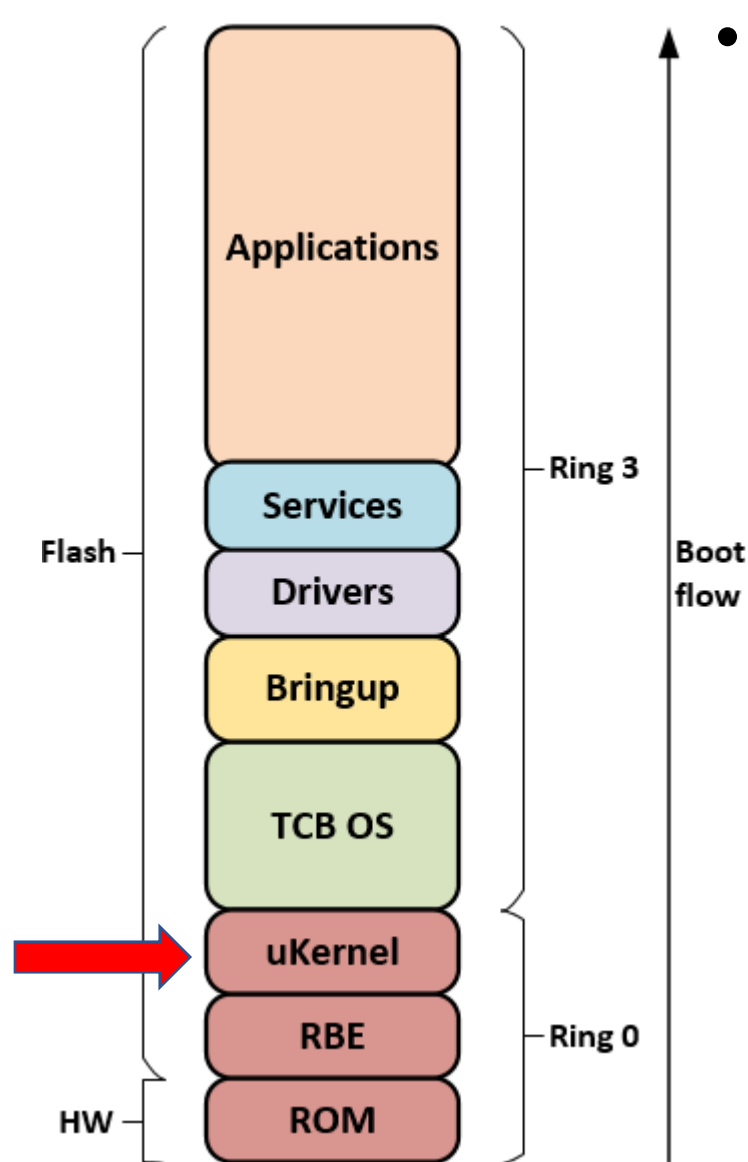 Applications
Services
Ring 3
Flash
Boot
flow
Drivers
Bringup
TCB OS
uKernel
RBE
Ring 0
HW
ROM